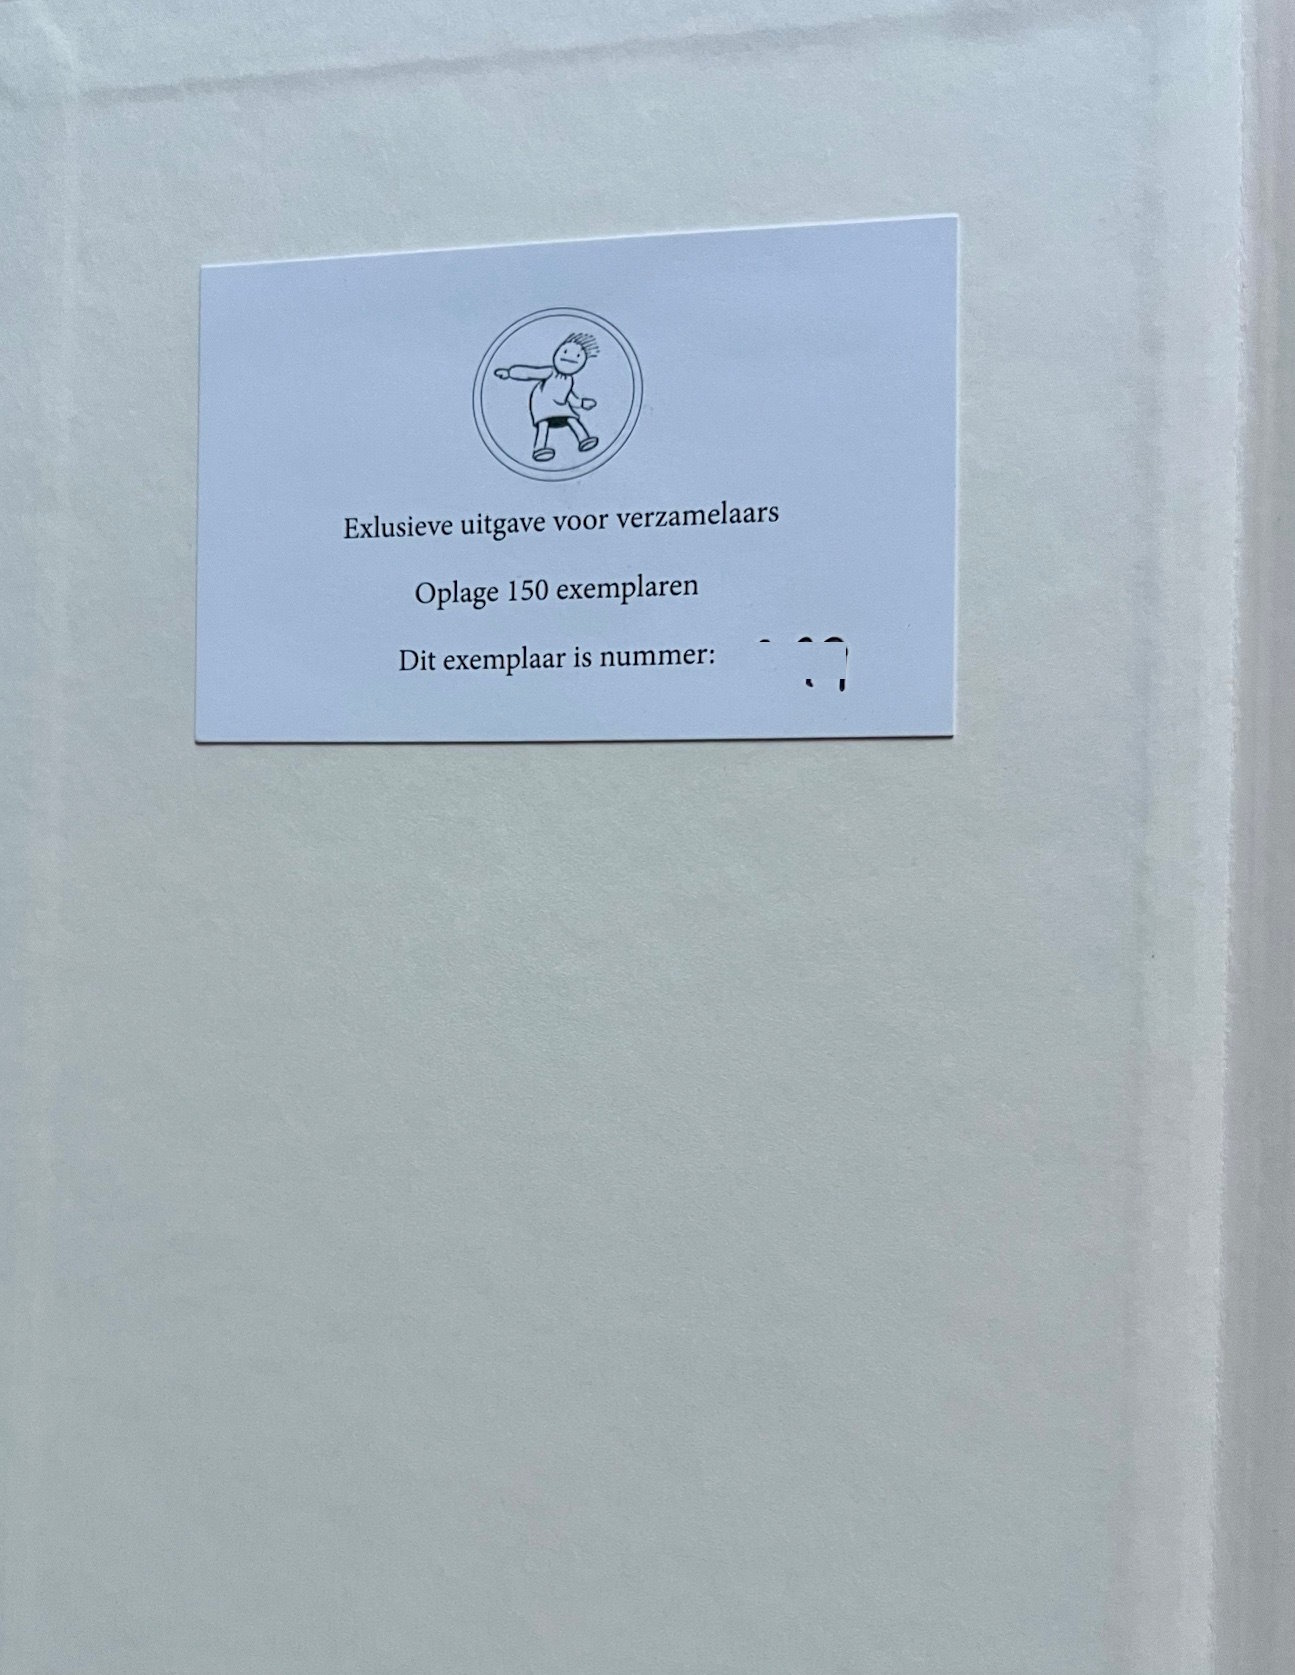 Exlusieve uitgave voor verzamelaars
Oplage 150 exemplaren
Dit exemplaar is nummer: